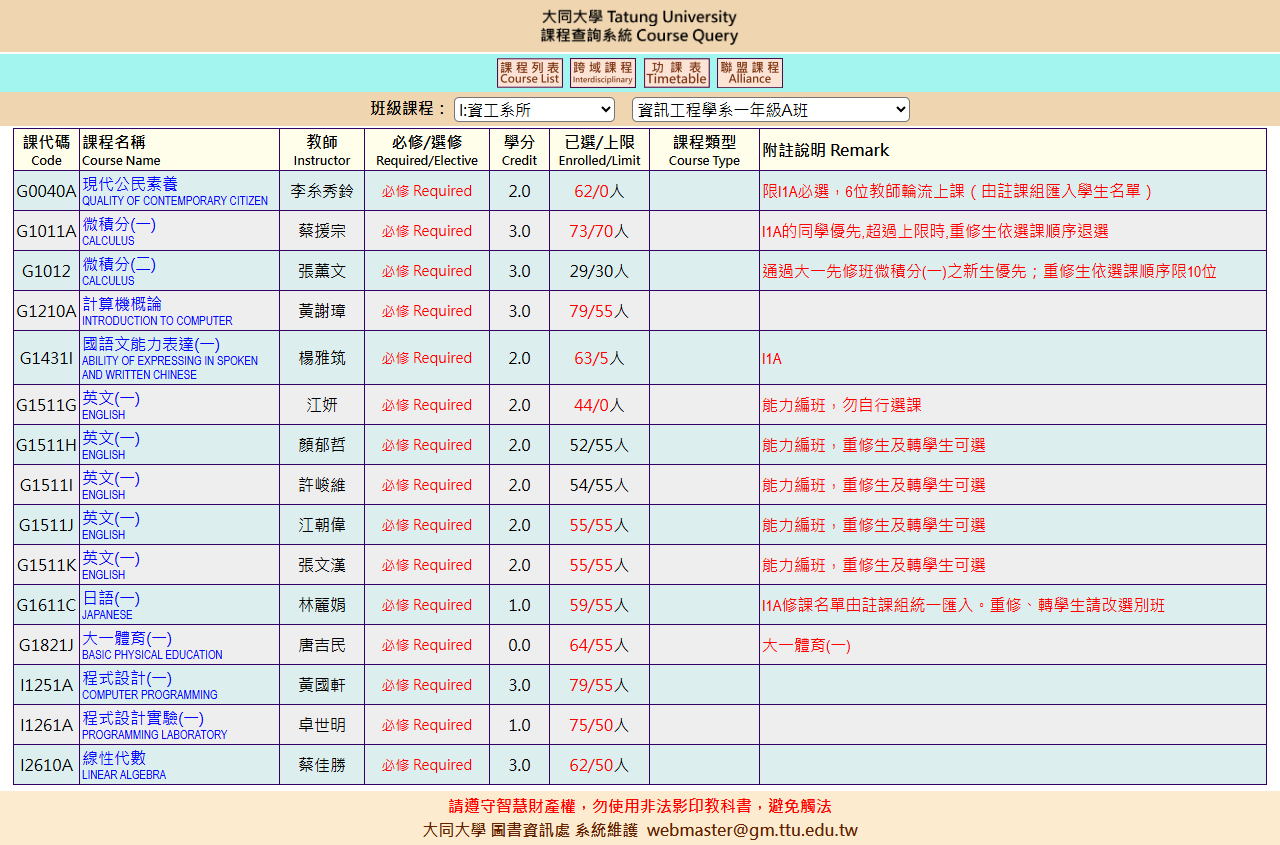 大同大學 Tatung University
課程查詢系統 Course Query
課程列表 跨域課程 功課表 聯盟課程
Course List Interdisciplinary Timetable Alliance
班級課程： I:資工系所 資訊工程學系一年級A班
課代碼 課程名稱 教師 必修/選修 學分 已選/上限 課程類型 附註說明 Remark
Code Course Name Instructor Required/Elective Credit Enrolled/Limit Course Type
G0040A 現代公民素養 李糸秀鈴 必修 Required 2.0 62/0人 限I1A必選，6位教師輪流上課（由註課組匯入學生名單）
QUALITY OF CONTEMPORARY CITIZEN
G1011A 微積分(一) 蔡援宗 必修 Required 3.0 73/70人 I1A的同學優先,超過上限時,重修生依選課順序退選
CALCULUS
G1012 微積分(二) 張薰文 必修 Required 3.0 29/30人 通過大一先修班微積分(一)之新生優先；重修生依選課順序限10位
CALCULUS
G1210A 計算機概論 黃謝璋 必修 Required 3.0 79/55人
INTRODUCTION TO COMPUTER
G1431I 國語文能力表達(一) 楊雅筑 必修 Required 2.0 63/5人 I1A
ABILITY OF EXPRESSING IN SPOKEN
AND WRITTEN CHINESE
G1511G 英文(一) 江妍 必修 Required 2.0 44/0人 能力編班，勿自行選課
ENGLISH
G1511H 英文(一) 顏郁哲 必修 Required 2.0 52/55人 能力編班，重修生及轉學生可選
ENGLISH
G1511I 英文(一) 許峻維 必修 Required 2.0 54/55人 能力編班，重修生及轉學生可選
ENGLISH
G1511J 英文(一) 江朝偉 必修 Required 2.0 55/55人 能力編班，重修生及轉學生可選
ENGLISH
G1511K 英文(一) 張文漢 必修 Required 2.0 55/55人 能力編班，重修生及轉學生可選
ENGLISH
G1611C 日語(一) 林麗娟 必修 Required 1.0 59/55人 I1A修課名單由註課組統一匯入。重修、轉學生請改選別班
JAPANESE
G1821J 大一體育(一) 唐吉民 必修 Required 0.0 64/55人 大一體育(一)
BASIC PHYSICAL EDUCATION
I1251A 程式設計(一) 黃國軒 必修 Required 3.0 79/55人
COMPUTER PROGRAMMING
I1261A 程式設計實驗(一) 卓世明 必修 Required 1.0 75/50人
PROGRAMMING LABORATORY
I2610A 線性代數 蔡佳勝 必修 Required 3.0 62/50人
LINEAR ALGEBRA
請遵守智慧財產權，勿使用非法影印教科書，避免觸法
大同大學 圖書資訊處 系統維護 webmaster@gm.ttu.edu.tw